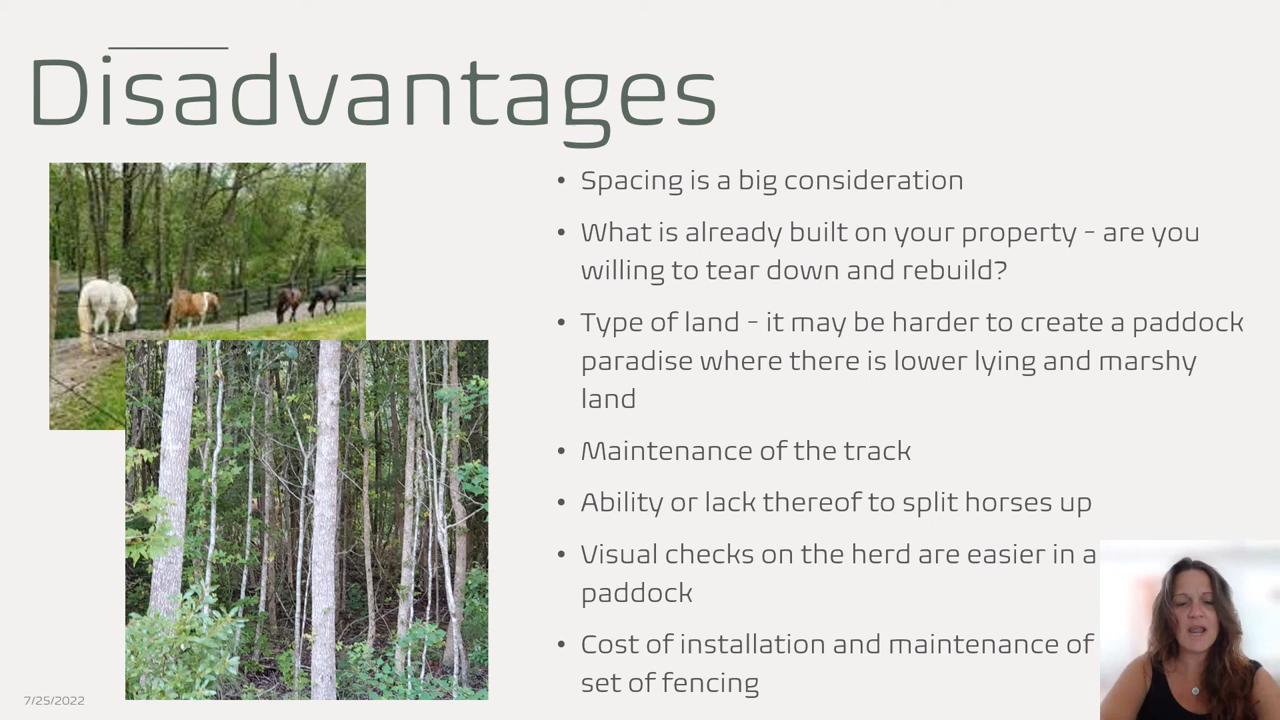 Disadvantages
• Spacing is a big consideration
• What is already built on your property - are you
willing to tear down and rebuild?
• Type of land - it may be harder to create a paddock
paradise where there is lower lying and marshy
land
• Maintenance of the track
• Ability or lack thereof to split horses up
• Visual checks on the herd are easier in a
paddock
• Cost of installation and maintenance of
set of fencing
7/25/2022